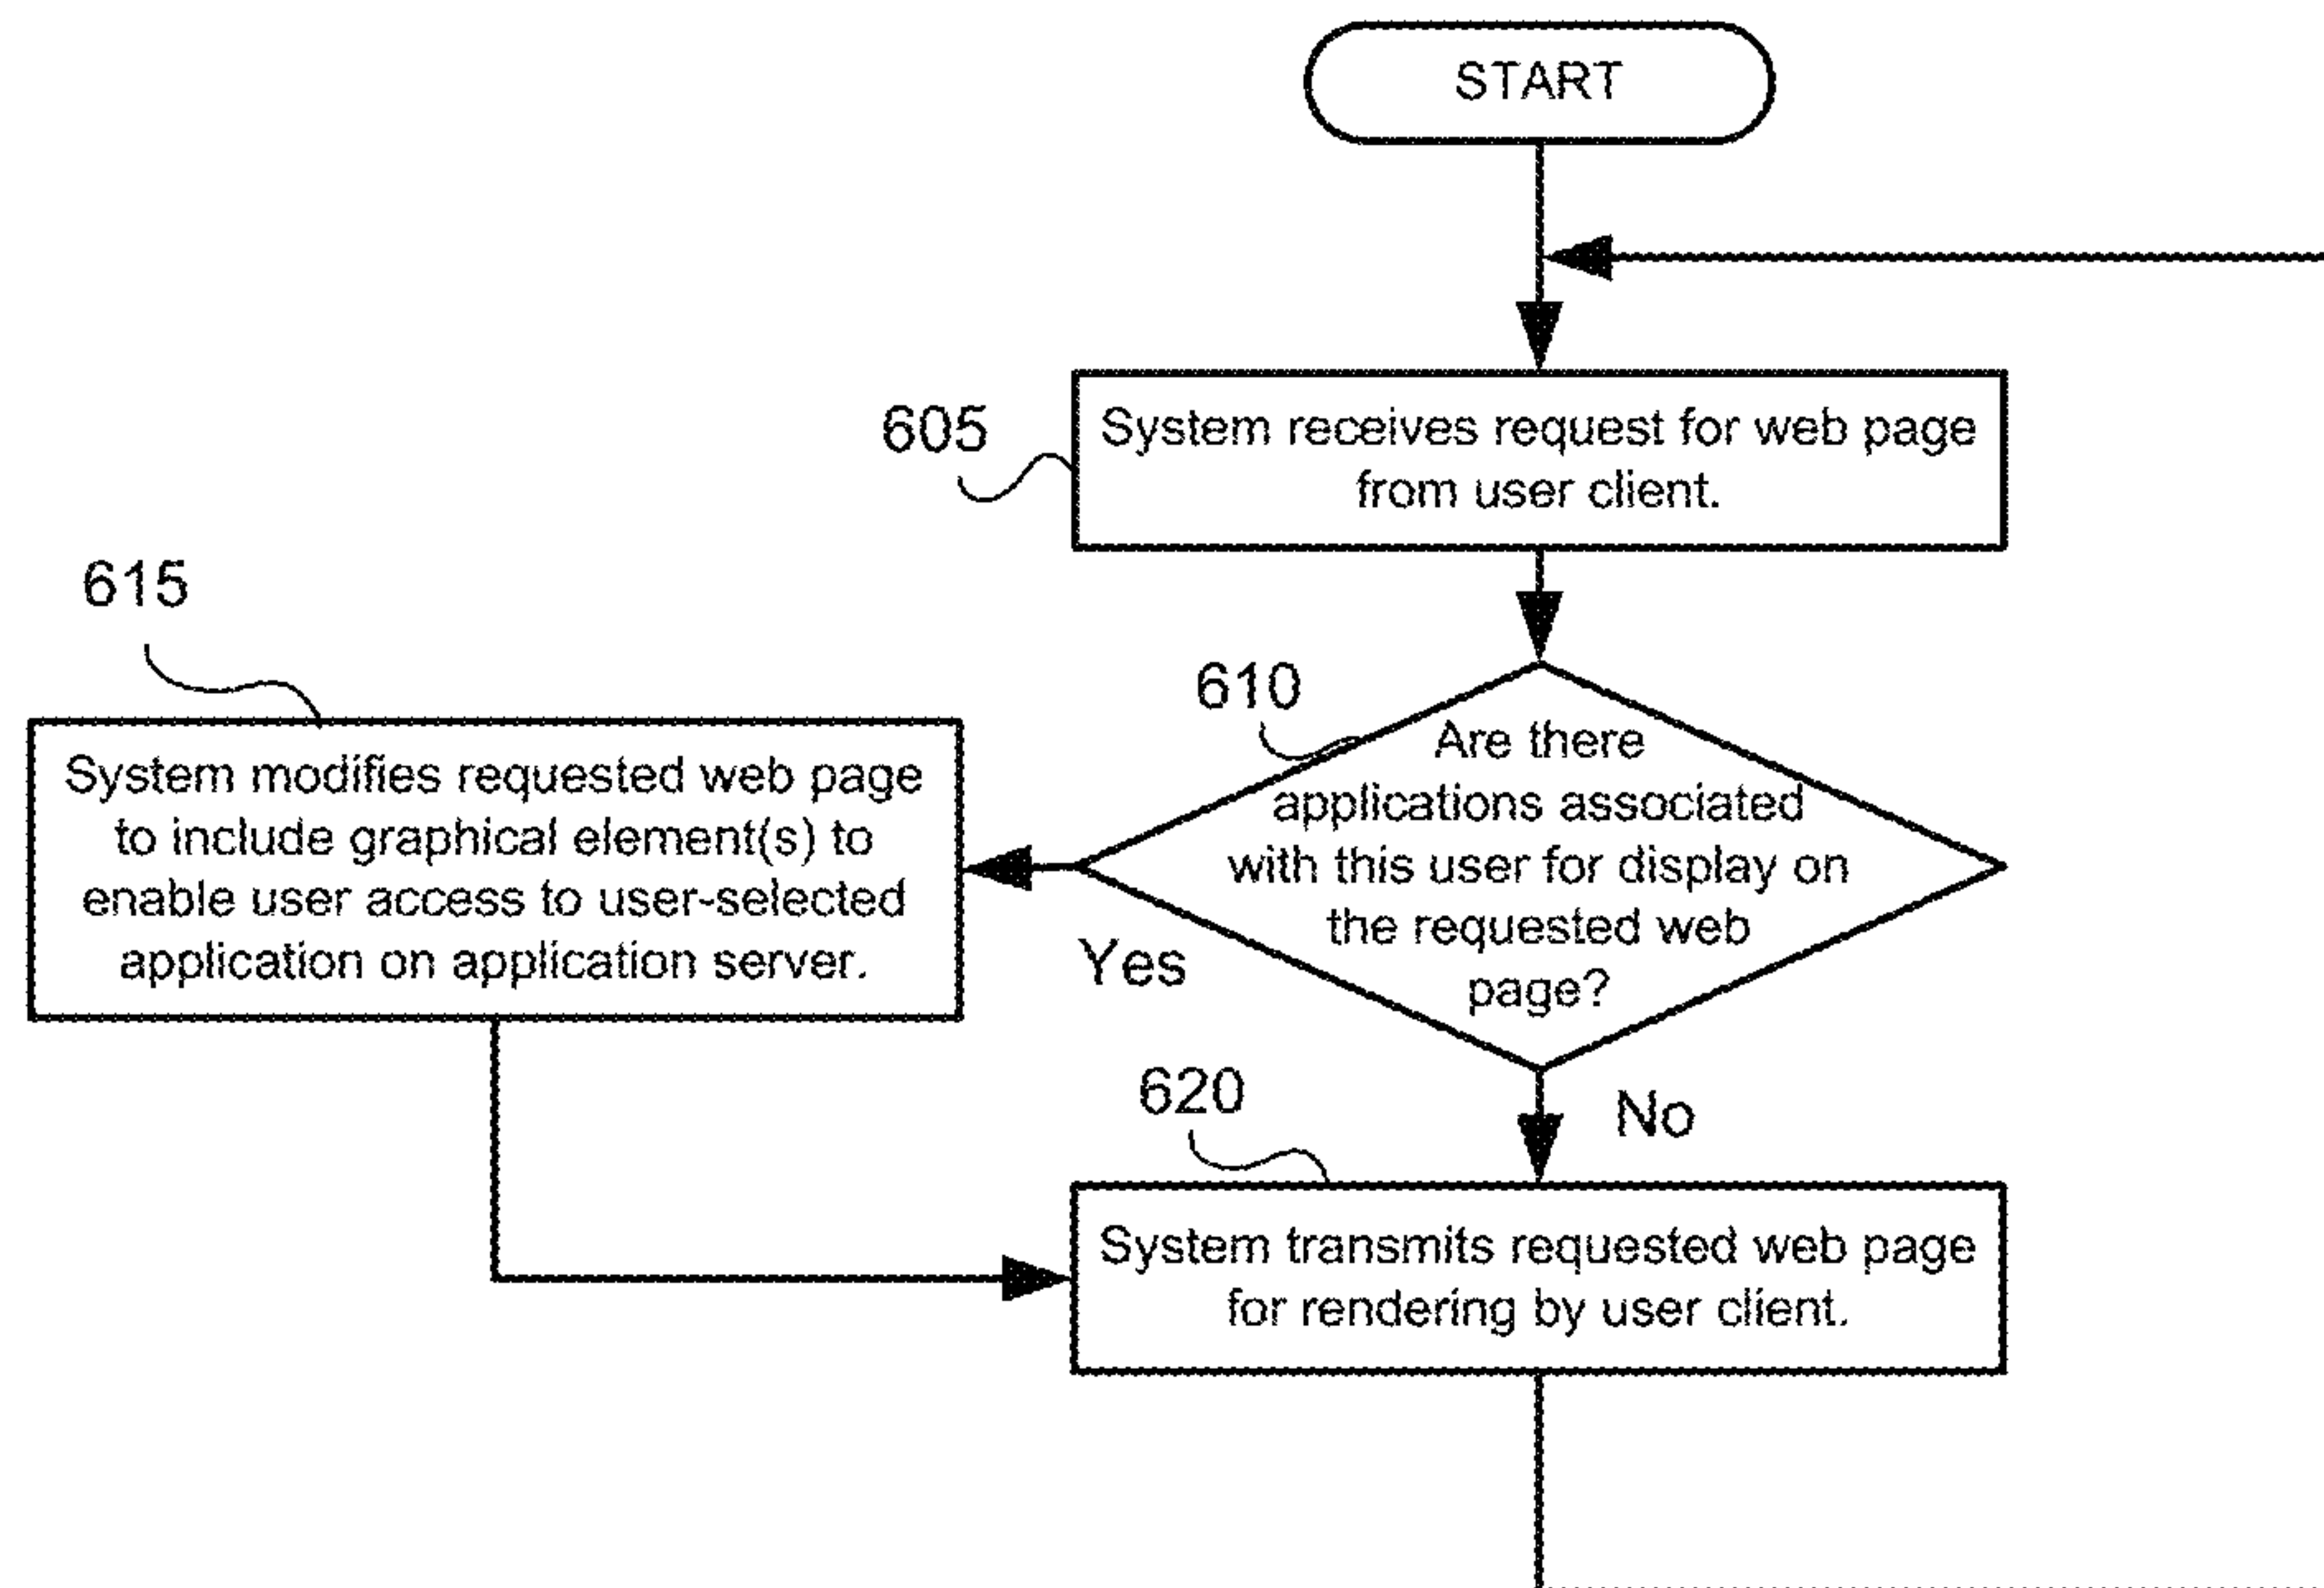 START
605
System receives request for web page
from user client.
615
610
System modifies requested web page
to include graphical element(s) to
enable user access to user-selected
application on application server.
Are there
applications associated
with this user for display on
the requested web
page?
Yes
No
620
System transmits requested web page
for rendering by user client.